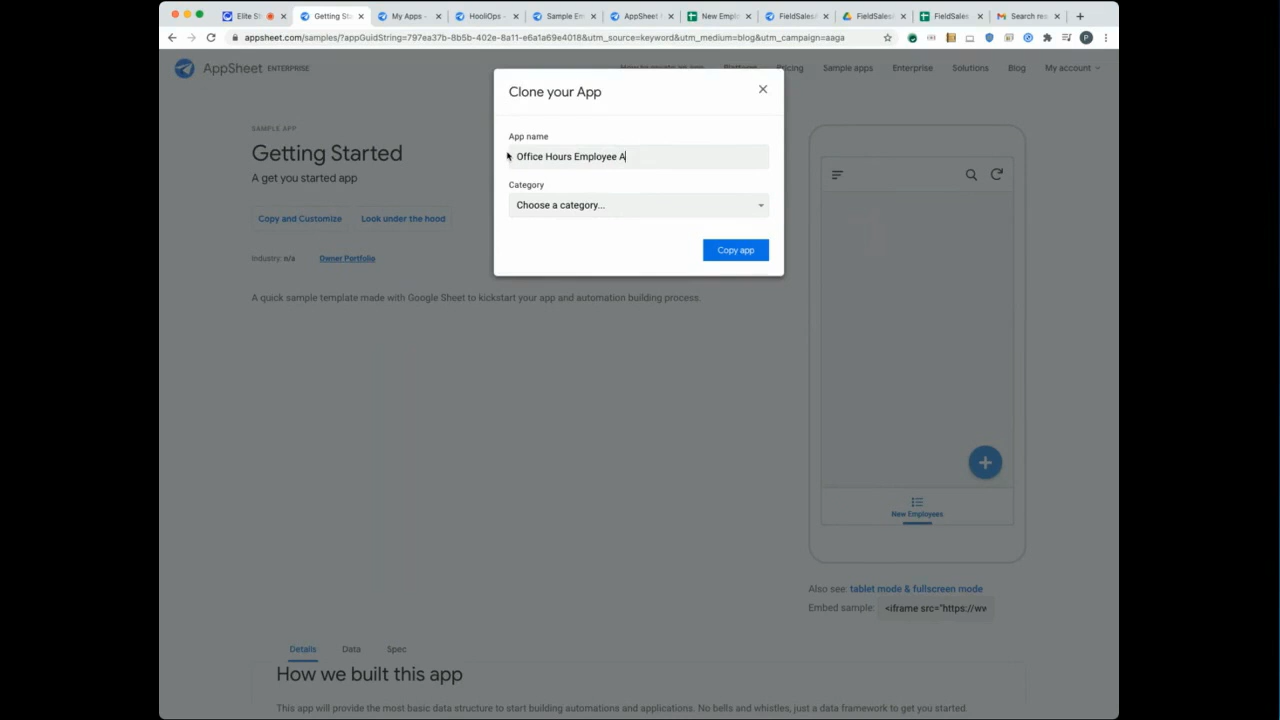 Elite St
Getting Sta
My Apps -
HooliOps -
Sample Em
AppSheet
New Empl
FieldSales
FieldSales
FieldSales
Search res
appsheet.com/samples/?appGuidString=797ea37b-8b5b-402e-8a11-e6a1a69e4018&utm_source=keyword&utm_medium=blog&utm_campaign=aaga
P
AppSheet ENTERPRISE
Pricing
Sample apps
Enterprise
Solutions
Blog
My account
Clone your App
App name
Office Hours Employee A
Category
Choose a category...
Copy app
SAMPLE APP
Getting Started
A get you started app
Copy and Customize
Look under the hood
Industry: n/a
Owner Portfolio
A quick sample template made with Google Sheet to kickstart your app and automation building process.
New Employees
Also see: tablet mode & fullscreen mode
Embed sample: <iframe src="https://ww
Details
Data
Spec
How we built this app
This app will provide the most basic data structure to start building automations and applications. No bells and whistles, just a data framework to get you started.